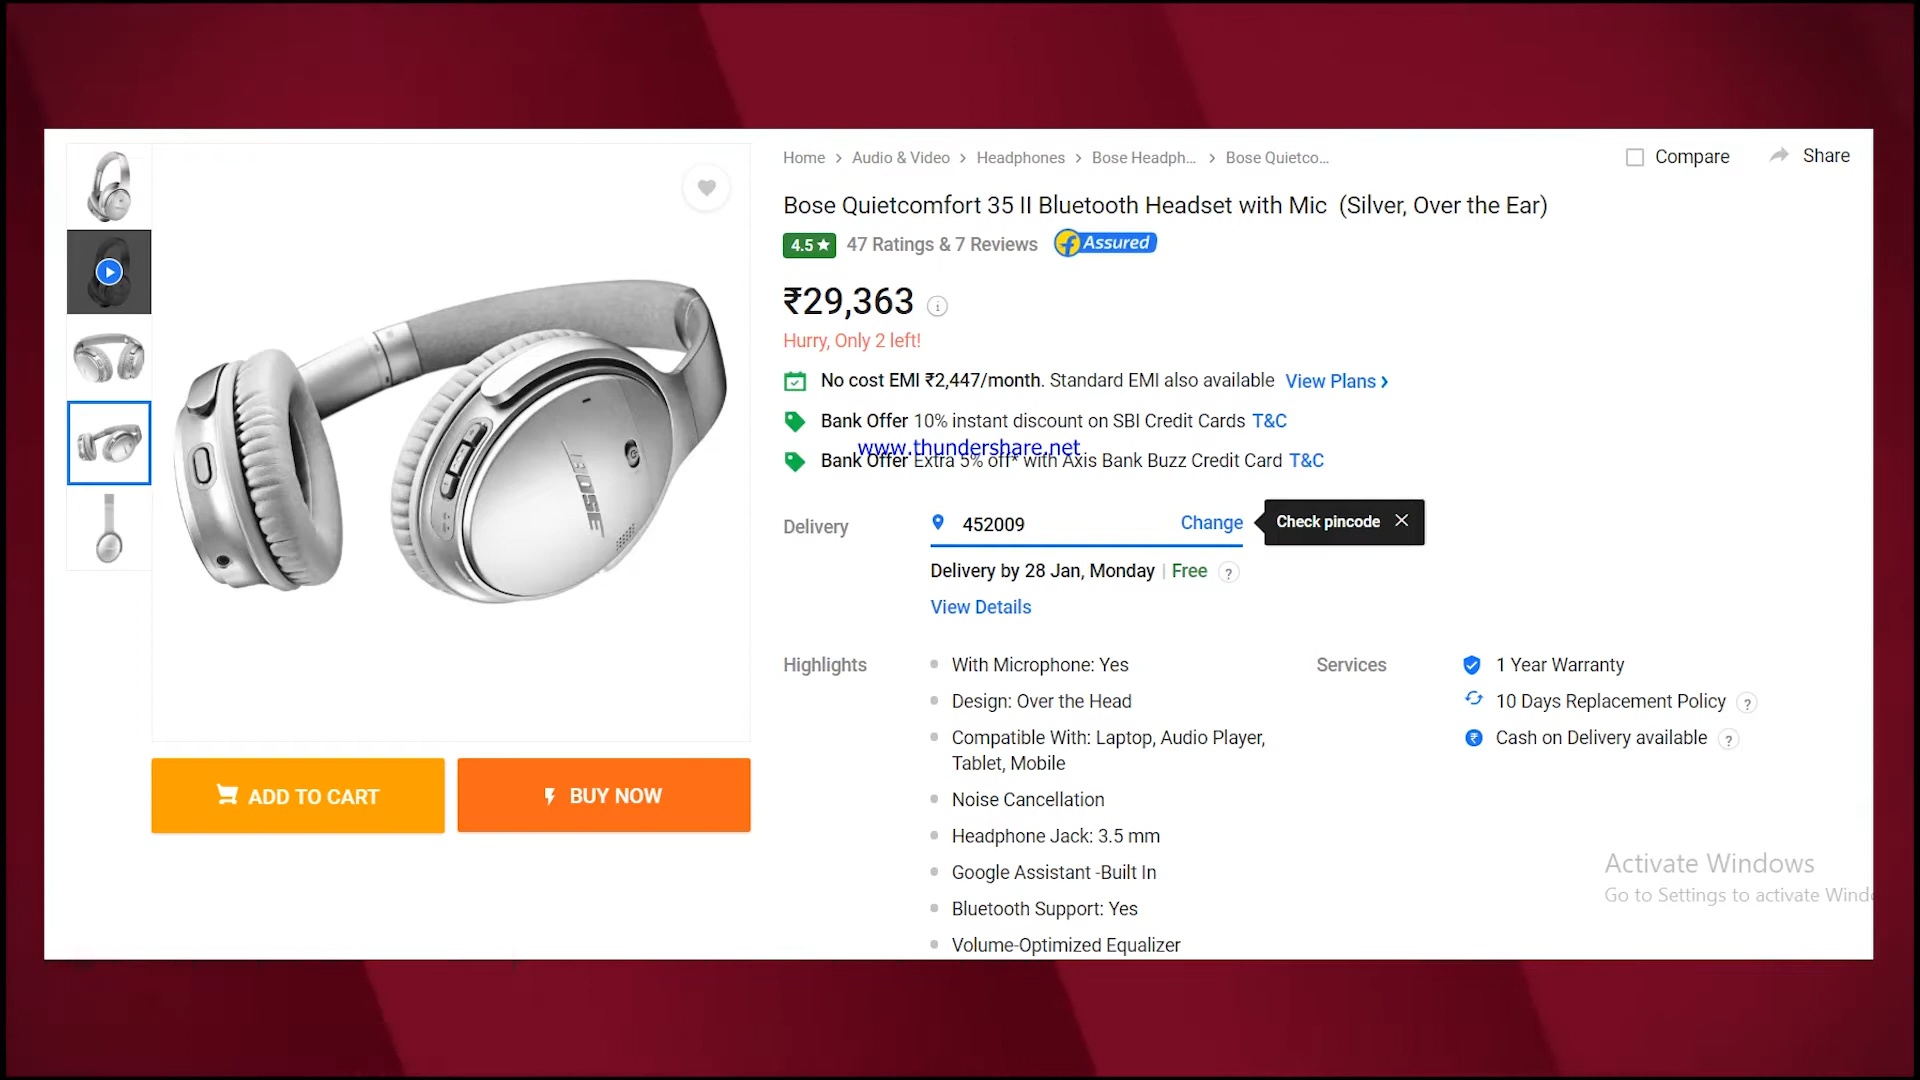 Home > Audio & Video > Headphones > Bose Headph... > Bose Quietco...
Compare
Share
Bose Quietcomfort 35 II Bluetooth Headset with Mic (Silver, Over the Ear)
4.5★ 47 Ratings & 7 Reviews Assured
₹29,363
Hurry, Only 2 left!
No cost EMI ₹2,447/month. Standard EMI also available View Plans >
Bank Offer 10% instant discount on SBI Credit Cards T&C
www.thundershare.net
Bank Offer Extra 5% off* with Axis Bank Buzz Credit Card T&C
Delivery 452009 Change Check pincode ×
Delivery by 28 Jan, Monday | Free ?
View Details
BOSE
ADD TO CART
BUY NOW
Highlights
With Microphone: Yes
Design: Over the Head
Compatible With: Laptop, Audio Player,
Tablet, Mobile
Noise Cancellation
Headphone Jack: 3.5 mm
Google Assistant -Built In
Bluetooth Support: Yes
Volume-Optimized Equalizer
Services
1 Year Warranty
10 Days Replacement Policy ?
Cash on Delivery available ?
Activate Windows
Go to Settings to activate Wind